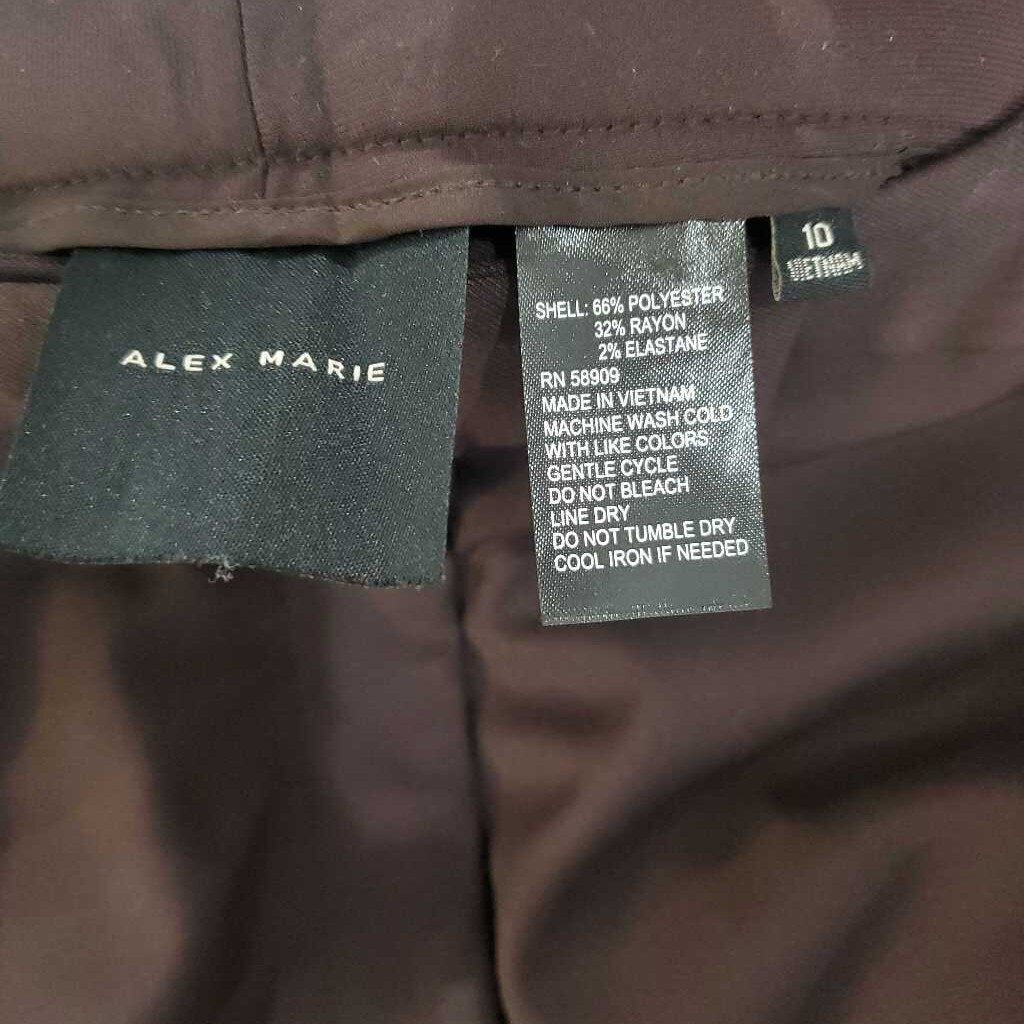 ALEX MARIE
SHELL: 66% POLYESTER
32% RAYON
2% ELASTANE
RN 58909
MADE IN VIETNAM
MACHINE WASH COLD
WITH LIKE COLORS
GENTLE CYCLE
DO NOT BLEACH
LINE DRY
DO NOT TUMBLE DRY
COOL IRON IF NEEDED
10
VIETNAM